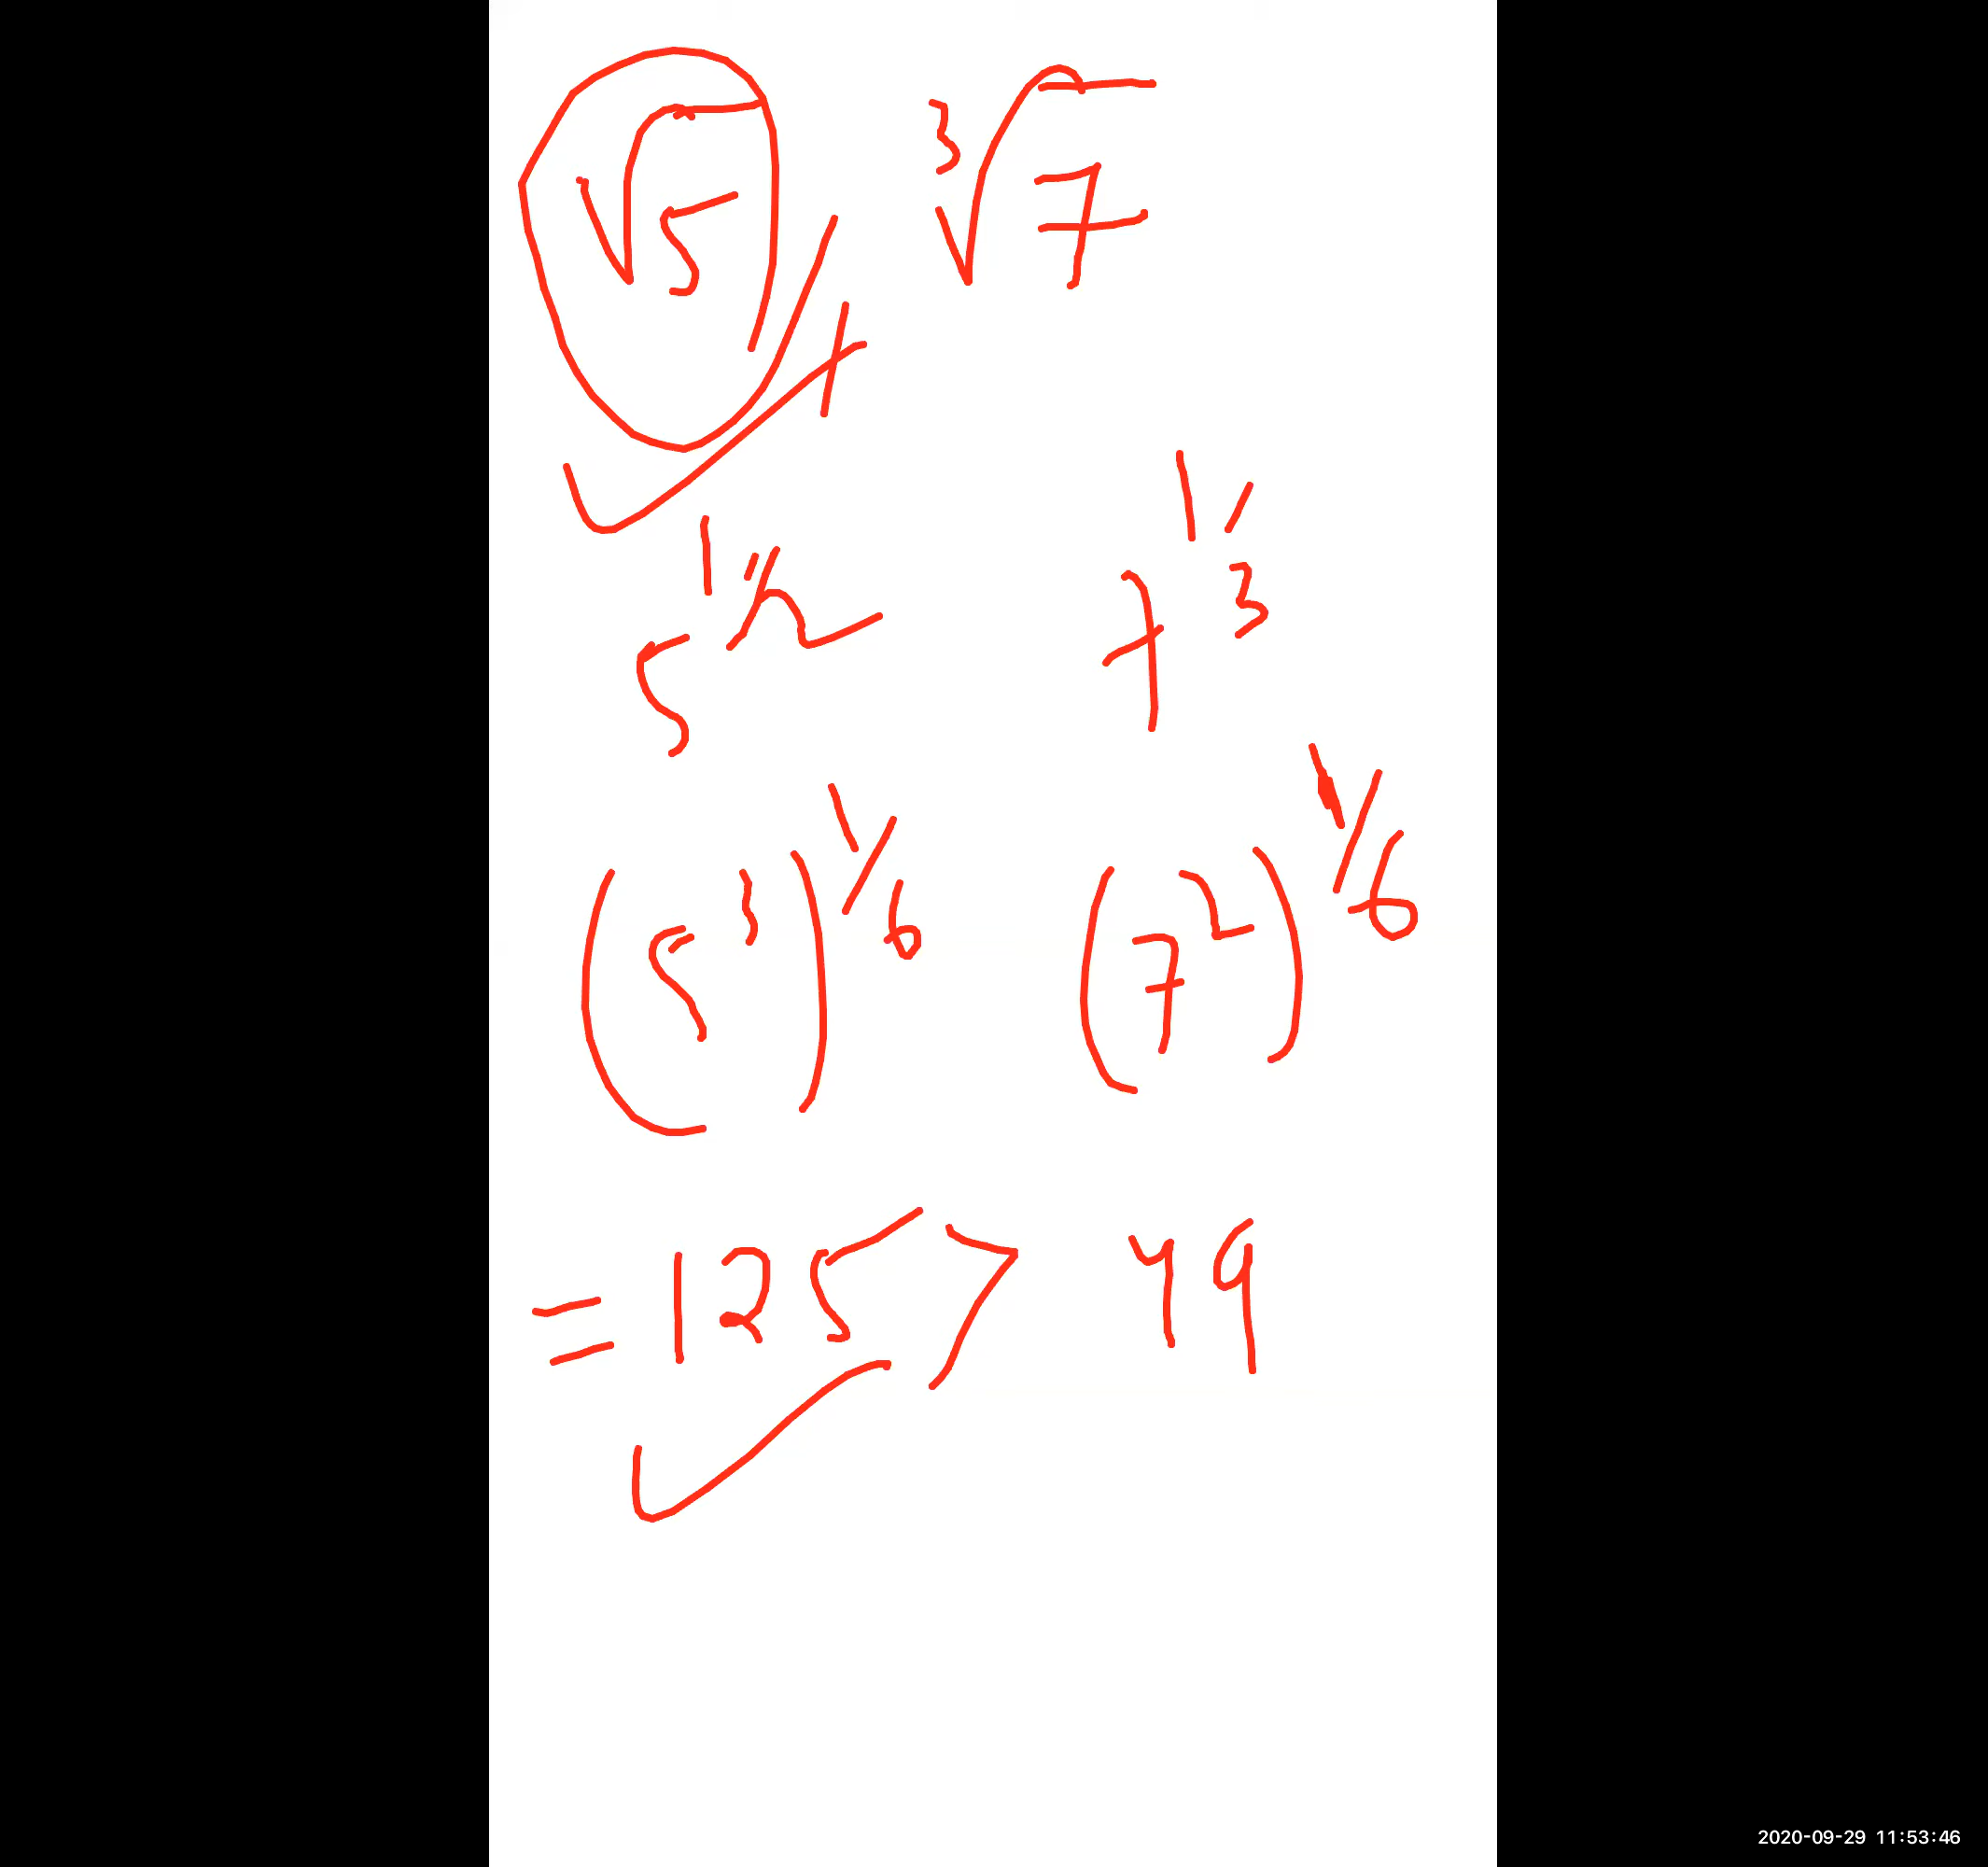 √5 ³√7
5^1/2 7^1/3
(5^3)^1/6 (7^2)^1/6
= 125 > 49
2020-09-29 11:53:46